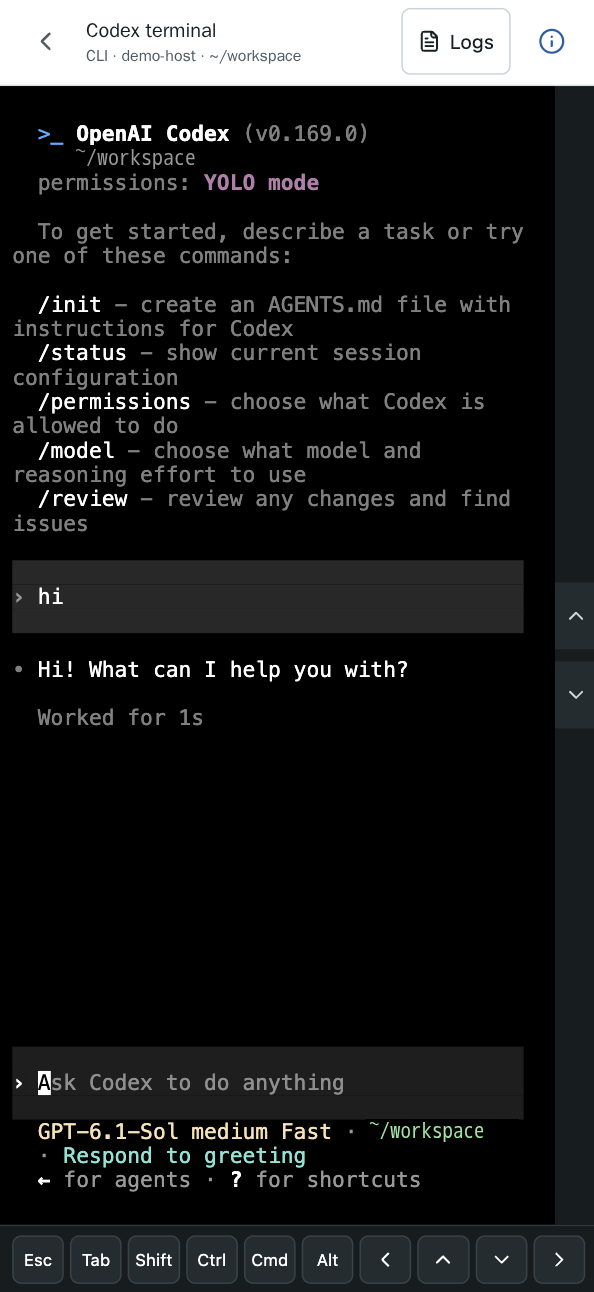 Codex terminal
CLI · demo-host · ~/workspace
Logs
>_ OpenAI Codex (v0.169.0)
~/workspace
permissions: YOLO mode
To get started, describe a task or try
one of these commands:
/init – create an AGENTS.md file with
instructions for Codex
/status – show current session
configuration
/permissions – choose what Codex is
allowed to do
/model – choose what model and
reasoning effort to use
/review – review any changes and find
issues
› hi
• Hi! What can I help you with?
Worked for 1s
› Ask Codex to do anything
GPT-6.1-Sol medium Fast · ~/workspace
· Respond to greeting
← for agents · ? for shortcuts
Esc Tab Shift Ctrl Cmd Alt